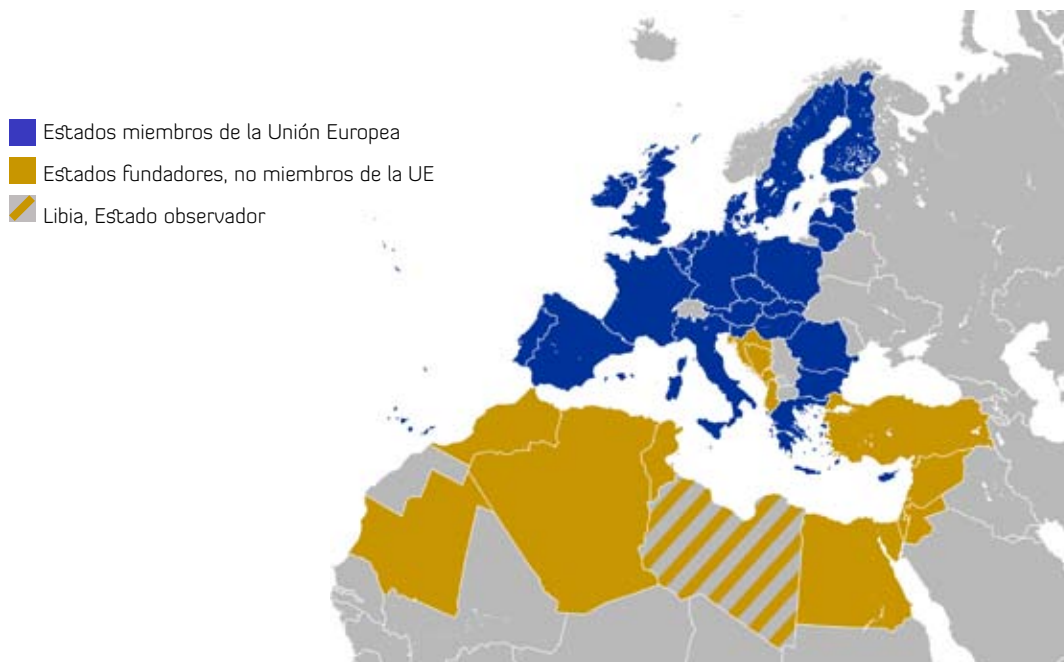 Estados miembros de la Unión Europea
Estados fundadores, no miembros de la UE
Libia, Estado observador